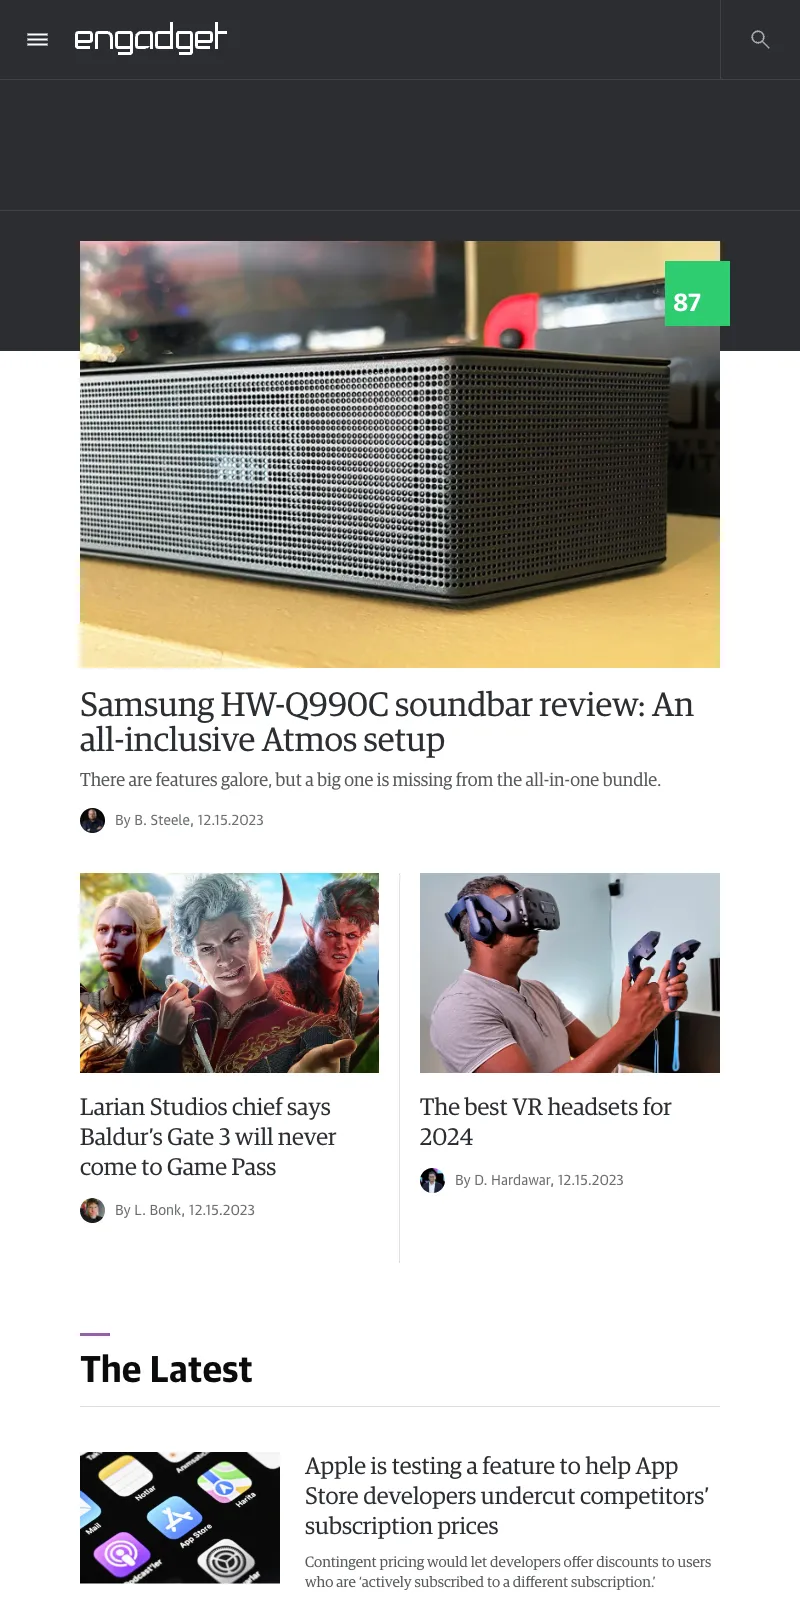 engadget
87
Samsung HW-Q990C soundbar review: An
all-inclusive Atmos setup
There are features galore, but a big one is missing from the all-in-one bundle.
By B. Steele, 12.15.2023
Larian Studios chief says
Baldur’s Gate 3 will never
come to Game Pass
By L. Bonk, 12.15.2023
The best VR headsets for
2024
By D. Hardawar, 12.15.2023
The Latest
Notlar
Harita
Mail
App Store
Apple is testing a feature to help App
Store developers undercut competitors’
subscription prices
Contingent pricing would let developers offer discounts to users
who are ‘actively subscribed to a different subscription.’